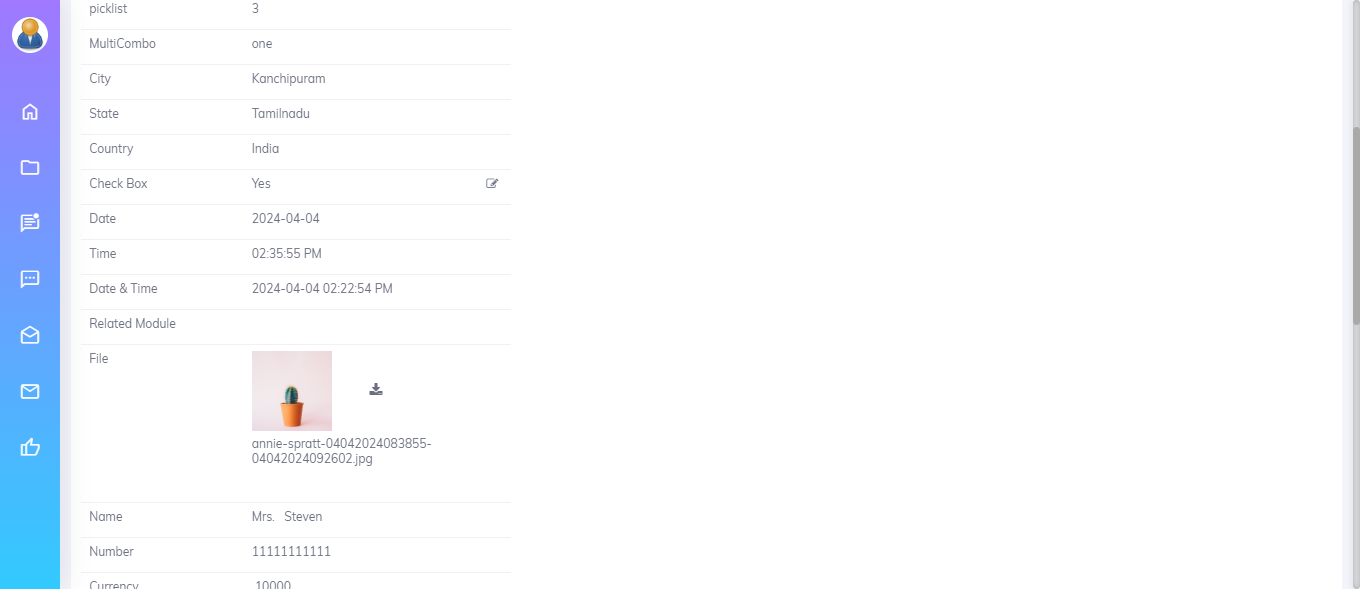 picklist 3
MultiCombo one
City Kanchipuram
State Tamilnadu
Country India
Check Box Yes
Date 2024-04-04
Time 02:35:55 PM
Date & Time 2024-04-04 02:22:54 PM
Related Module
File
annie-spratt-04042024083855-
04042024092602.jpg
Name Mrs. Steven
Number 11111111111
Currency 10000